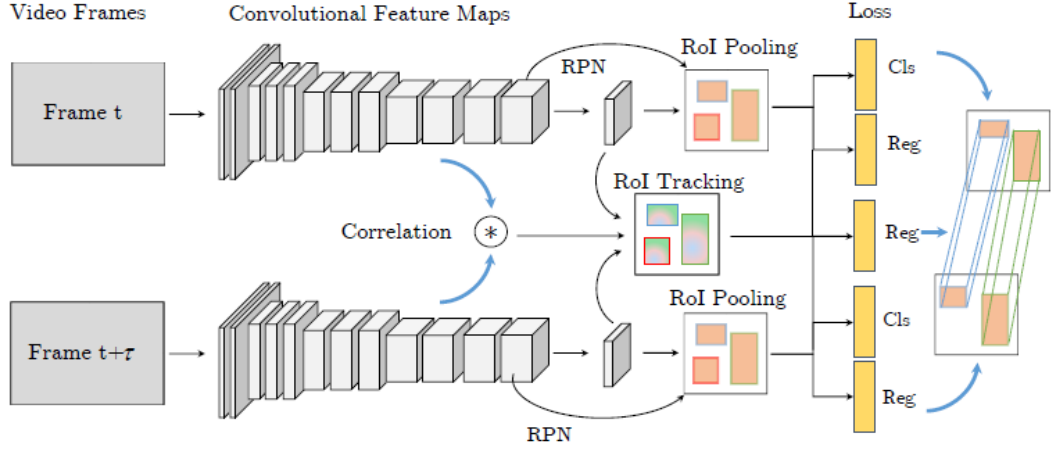 Video Frames
Convolutional Feature Maps
Loss
RoI Pooling
RPN
Cls
Frame t
Reg
RoI Tracking
Correlation
*
Reg
RoI Pooling
Cls
Frame t+τ
Reg
RPN